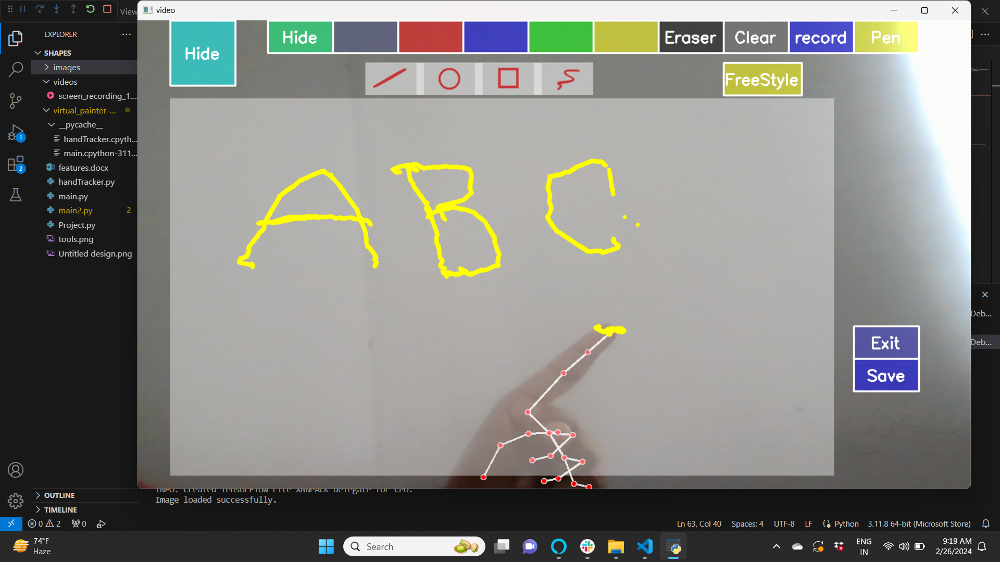 View
video
EXPLORER
SHAPES
images
videos
screen_recording_1....
virtual_painter-...
__pycache__
handTracker.cpyth...
main.cpython-311...
features.docx
handTracker.py
main.py
main2.py 2
Project.py
tools.png
Untitled design.png
1
2
OUTLINE
TIMELINE
Hide
Hide
Eraser
Clear
record
Pen
FreeStyle
A B C
Exit
Save
Deb...
Deb...
INFO: Created TensorFlow Lite XNNPACK delegate for CPU.
Image loaded successfully.
0 2 0
Ln 63, Col 40 Spaces: 4 UTF-8 LF Python 3.11.8 64-bit (Microsoft Store)
74°F
Haze
Search
ENG
IN
9:19 AM
2/26/2024